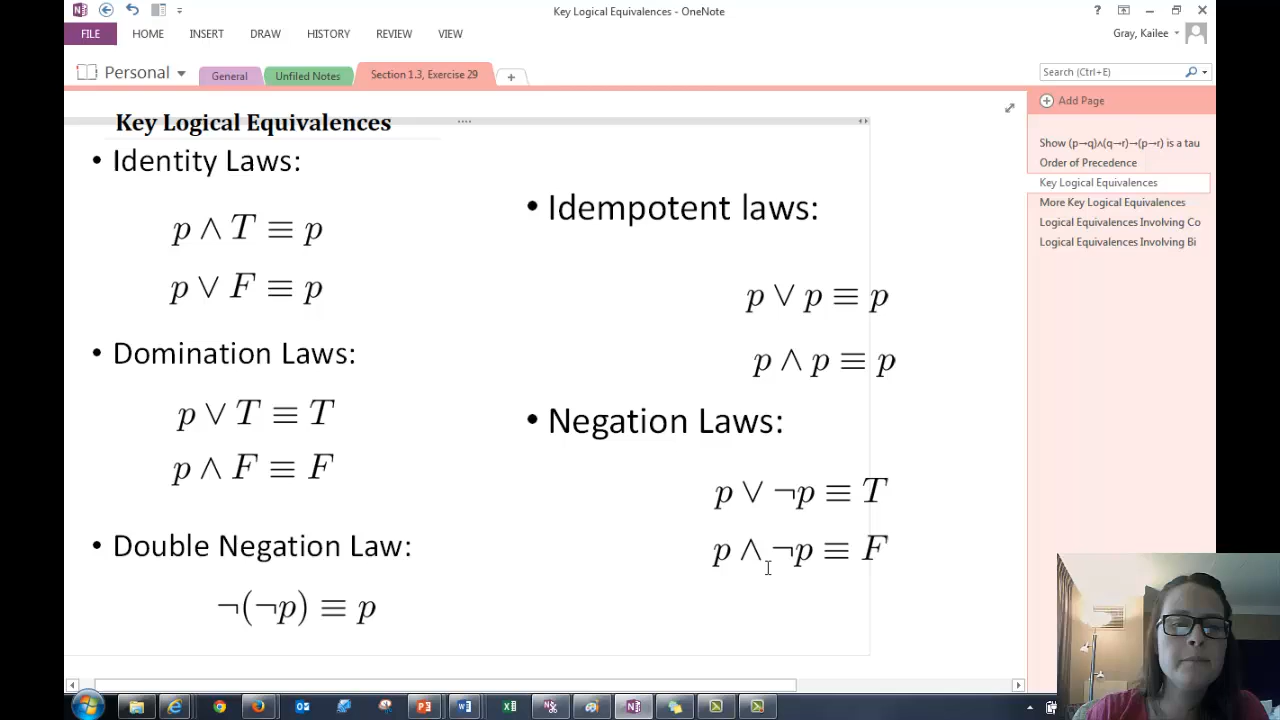 Key Logical Equivalences - OneNote
?
FILE
HOME
INSERT
DRAW
HISTORY
REVIEW
VIEW
Gray, Kailee
Personal
General
Unfiled Notes
Section 1.3, Exercise 29
Search (Ctrl+E)
Key Logical Equivalences
• Identity Laws:
p ∧ T ≡ p
p ∨ F ≡ p
• Domination Laws:
p ∨ T ≡ T
p ∧ F ≡ F
• Double Negation Law:
¬(¬p) ≡ p
• Idempotent laws:
p ∨ p ≡ p
p ∧ p ≡ p
• Negation Laws:
p ∨ ¬p ≡ T
p ∧ ¬p ≡ F
Add Page
Show (p→q)∧(q→r)→(p→r) is a tau
Order of Precedence
Key Logical Equivalences
More Key Logical Equivalences
Logical Equivalences Involving Co
Logical Equivalences Involving Bi